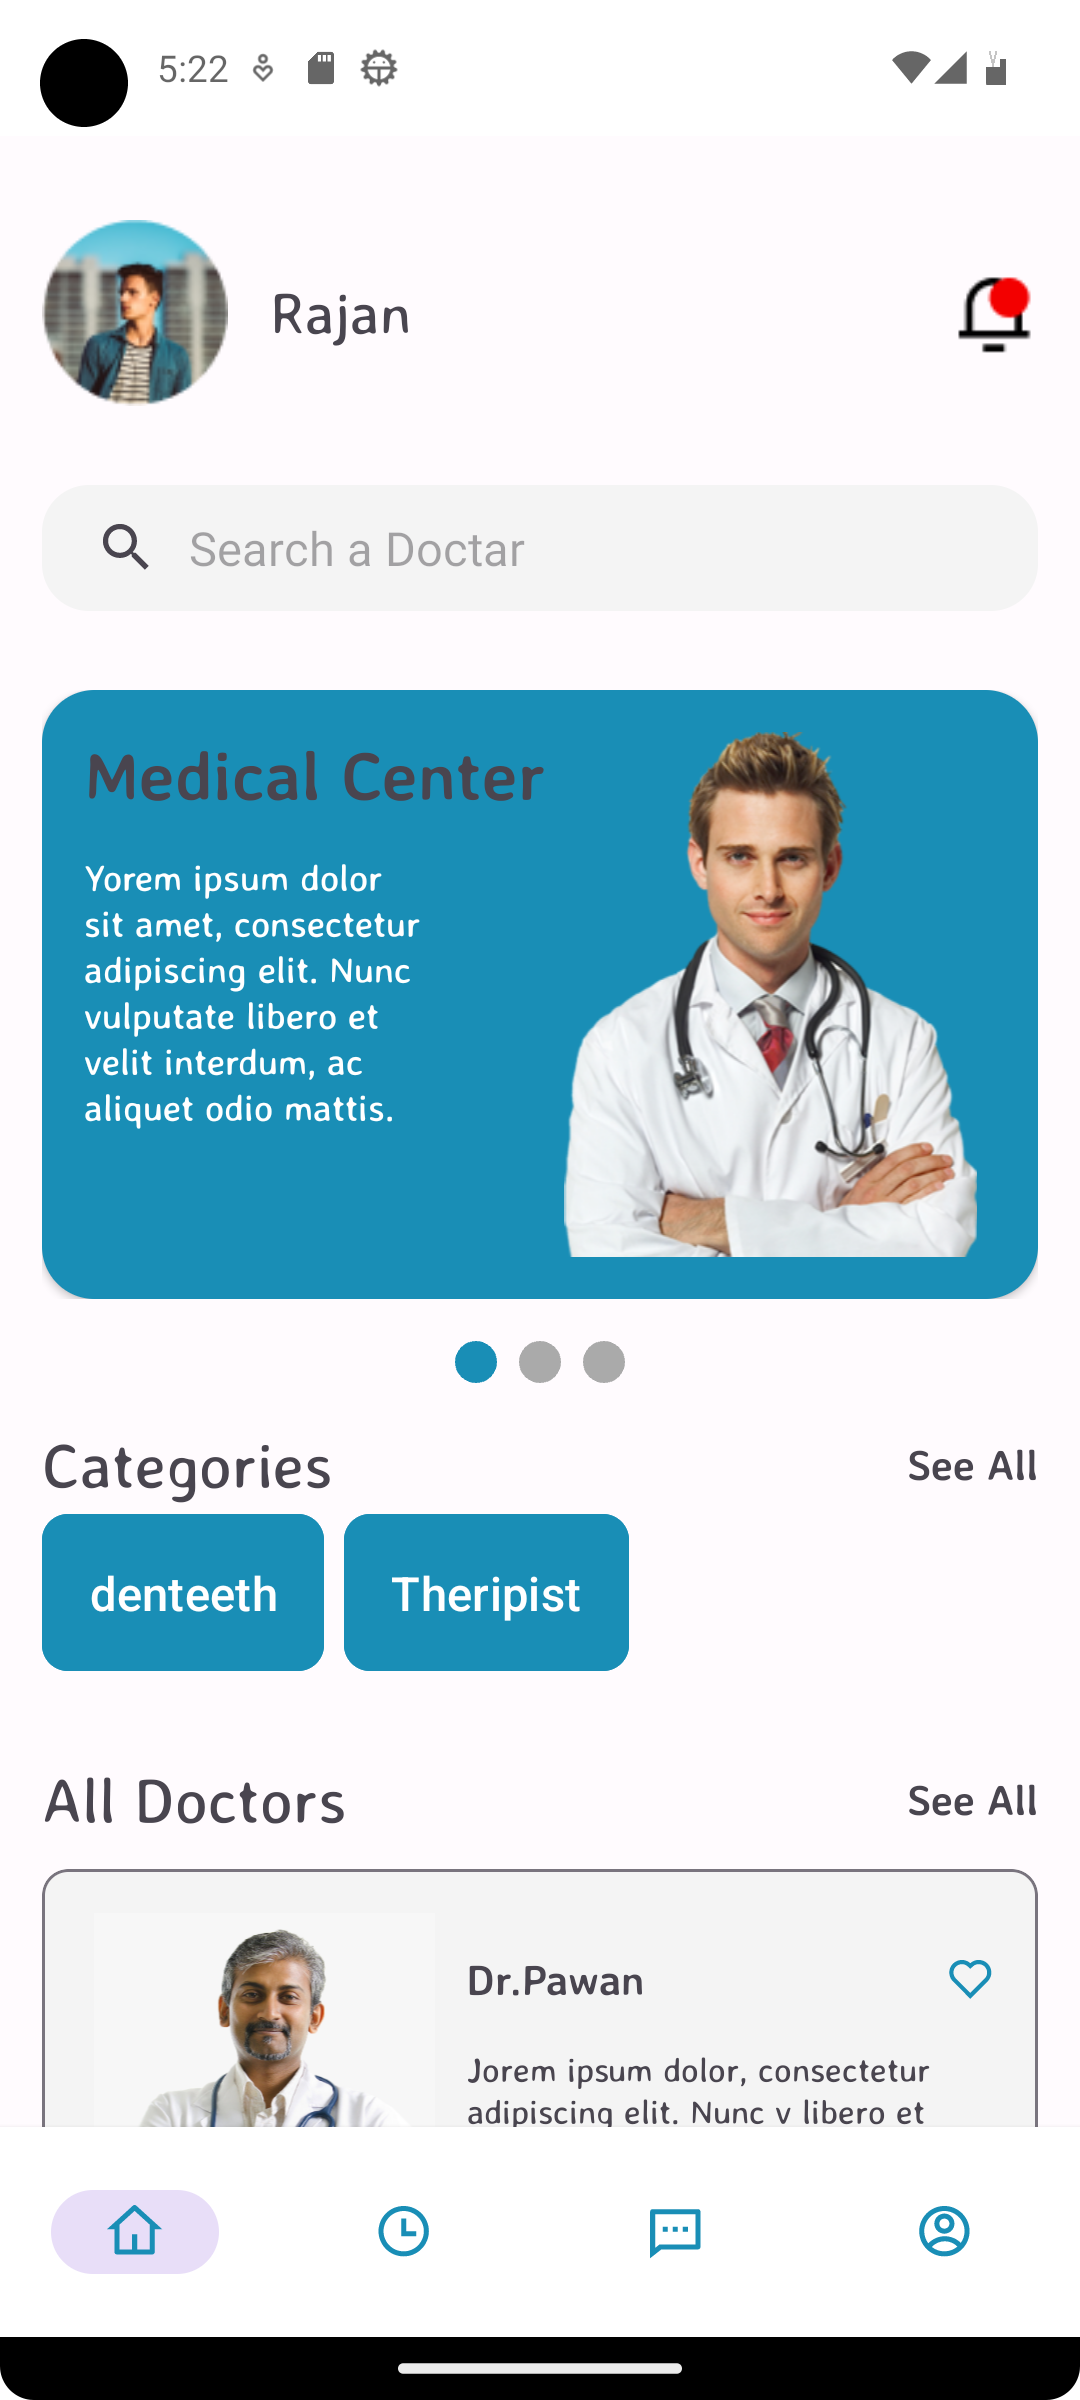 5:22
Rajan
Search a Doctar
Medical Center
Yorem ipsum dolor
sit amet, consectetur
adipiscing elit. Nunc
vulputate libero et
velit interdum, ac
aliquet odio mattis.
Categories
See All
denteeth
Theripist
All Doctors
See All
Dr.Pawan
Jorem ipsum dolor, consectetur
adipiscing elit. Nunc v libero et